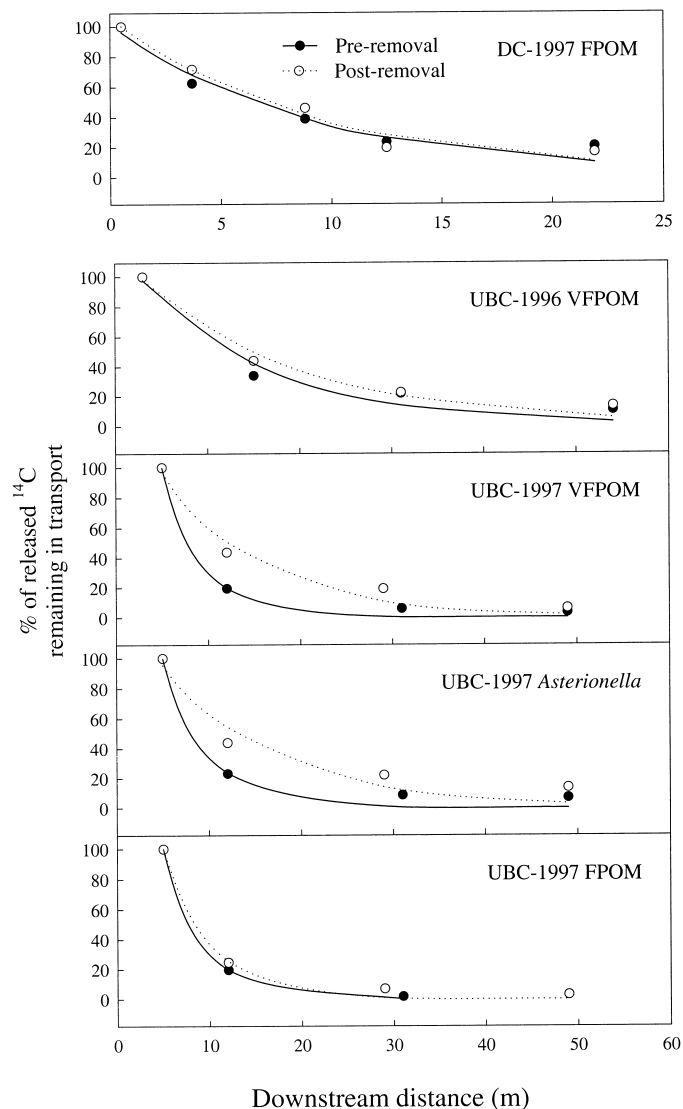 DC-1997 FPOM
Pre-removal
Post-removal
100
80
60
40
20
0
0 5 10 15 20 25
UBC-1996 VFPOM
100
80
60
40
20
0
UBC-1997 VFPOM
100
80
60
40
20
0
UBC-1997 Asterionella
100
80
60
40
20
0
UBC-1997 FPOM
100
80
60
40
20
0
0 10 20 30 40 50 60
% of released ¹⁴C
remaining in transport
Downstream distance (m)